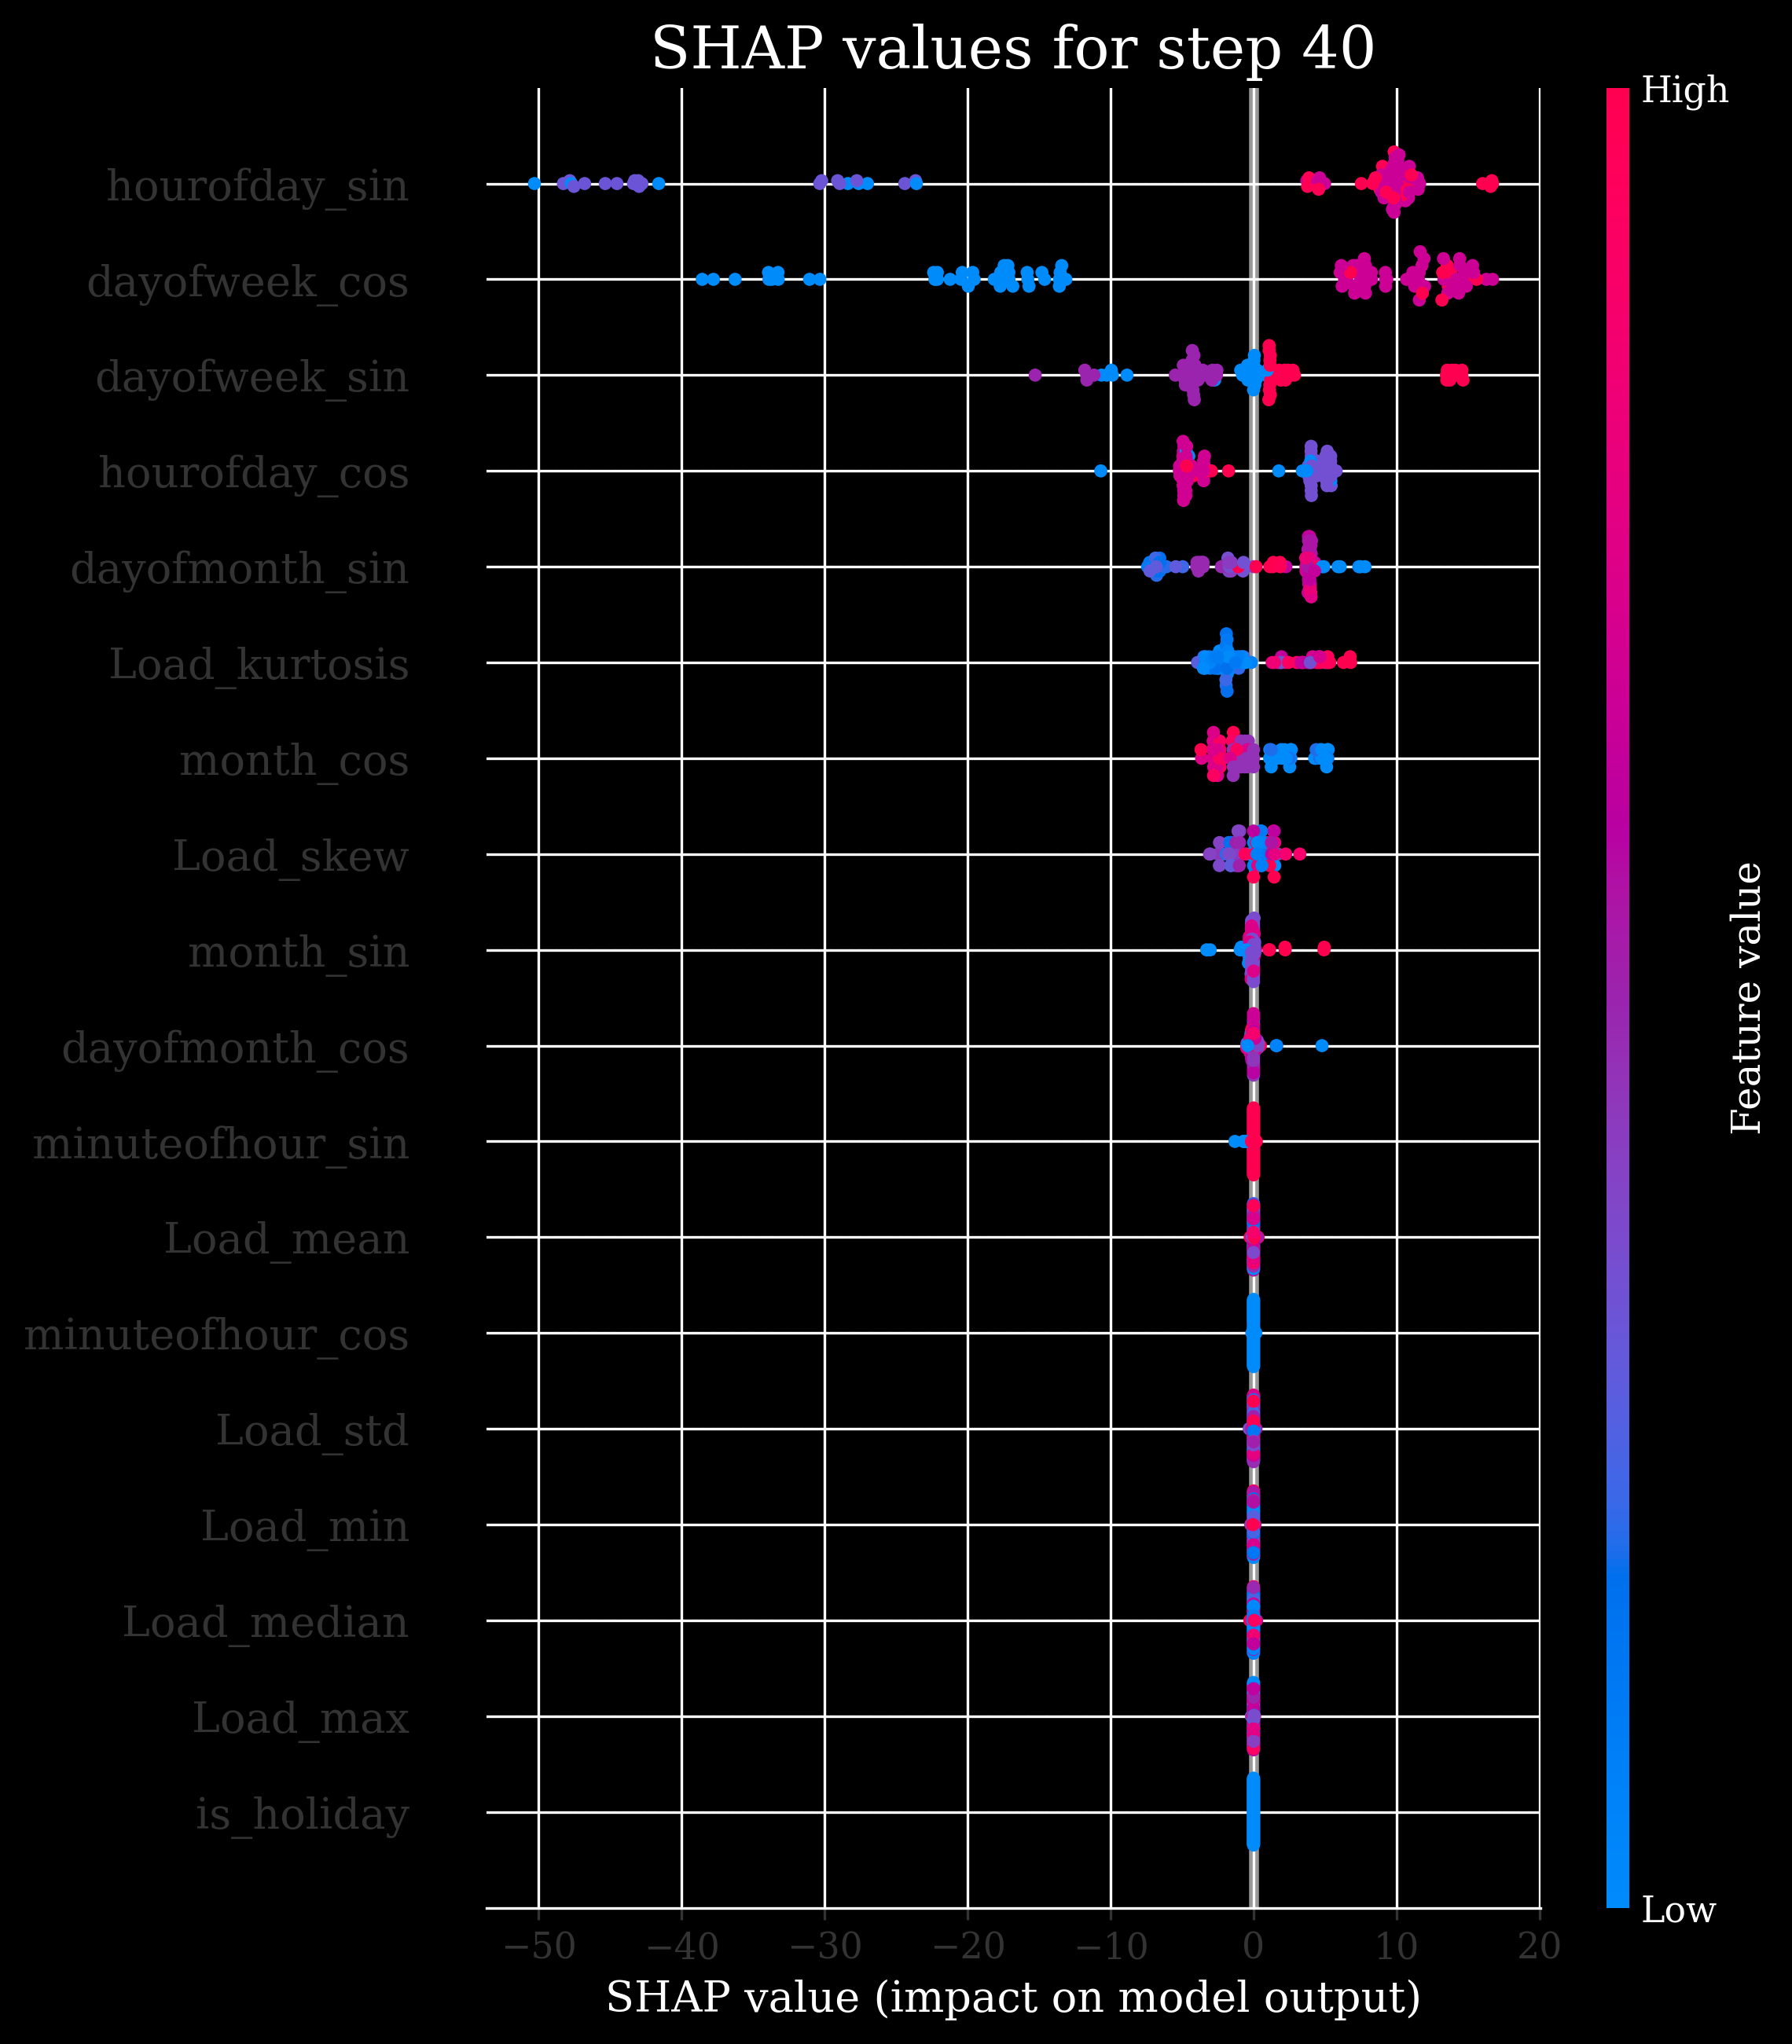 SHAP values for step 40
High
hourofday_sin
dayofweek_cos
dayofweek_sin
hourofday_cos
dayofmonth_sin
Load_kurtosis
month_cos
Load_skew
month_sin
dayofmonth_cos
minuteofhour_sin
Load_mean
minuteofhour_cos
Load_std
Load_min
Load_median
Load_max
is_holiday
Feature value
Low
−50 −40 −30 −20 −10 0 10 20
SHAP value (impact on model output)